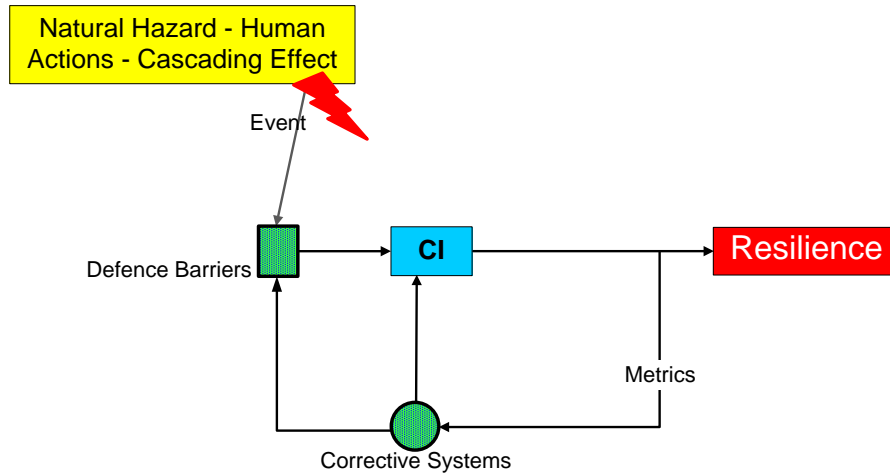 Natural Hazard - Human
Actions - Cascading Effect
Event
CI
Resilience
Defence Barriers
Metrics
Corrective Systems